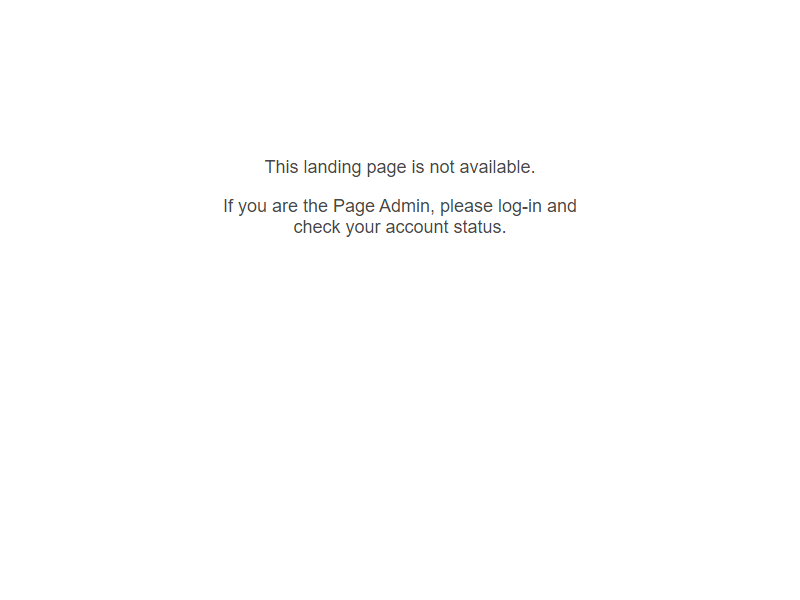 This landing page is not available.
If you are the Page Admin, please log-in and
check your account status.